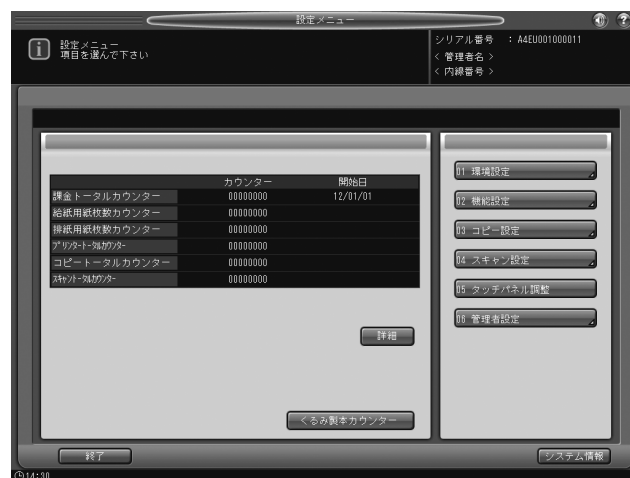 設定メニュー
設定メニュー
項目を選んで下さい
シリアル番号 : A4EU001000011
< 管理者名 >
< 内線番号 >
カウンター 開始日
課金トータルカウンター 00000000 12/01/01
給紙用紙枚数カウンター 00000000
排紙用紙枚数カウンター 00000000
プリンタートータルカウンター 00000000
コピートータルカウンター 00000000
スキャントータルカウンター 00000000
詳細
くるみ製本カウンター
01 環境設定
02 機能設定
03 コピー設定
04 スキャン設定
05 タッチパネル調整
06 管理者設定
終了
システム情報
14:30